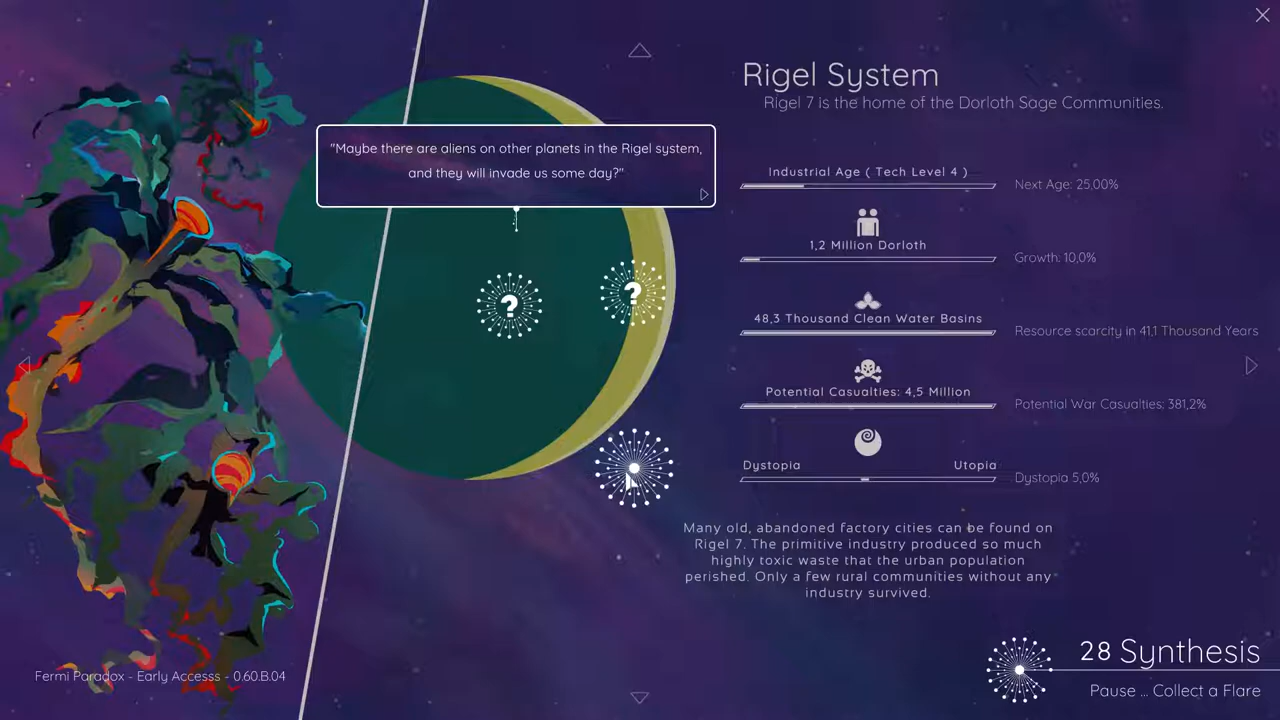 Rigel System
Rigel 7 is the home of the Dorloth Sage Communities.
"Maybe there are aliens on other planets in the Rigel system,
and they will invade us some day?"
Industrial Age ( Tech Level 4 )
Next Age: 25,00%
1,2 Million Dorloth
Growth: 10,0%
48,3 Thousand Clean Water Basins
Resource scarcity in 41,1 Thousand Years
Potential Casualties: 4,5 Million
Potential War Casualties: 381,2%
Dystopia Utopia
Dystopia 5,0%
? ?
Many old, abandoned factory cities can be found on
Rigel 7. The primitive industry produced so much
highly toxic waste that the urban population
perished. Only a few rural communities without any
industry survived.
28 Synthesis
Pause ... Collect a Flare
Fermi Paradox - Early Accesss - 0.60.B.04